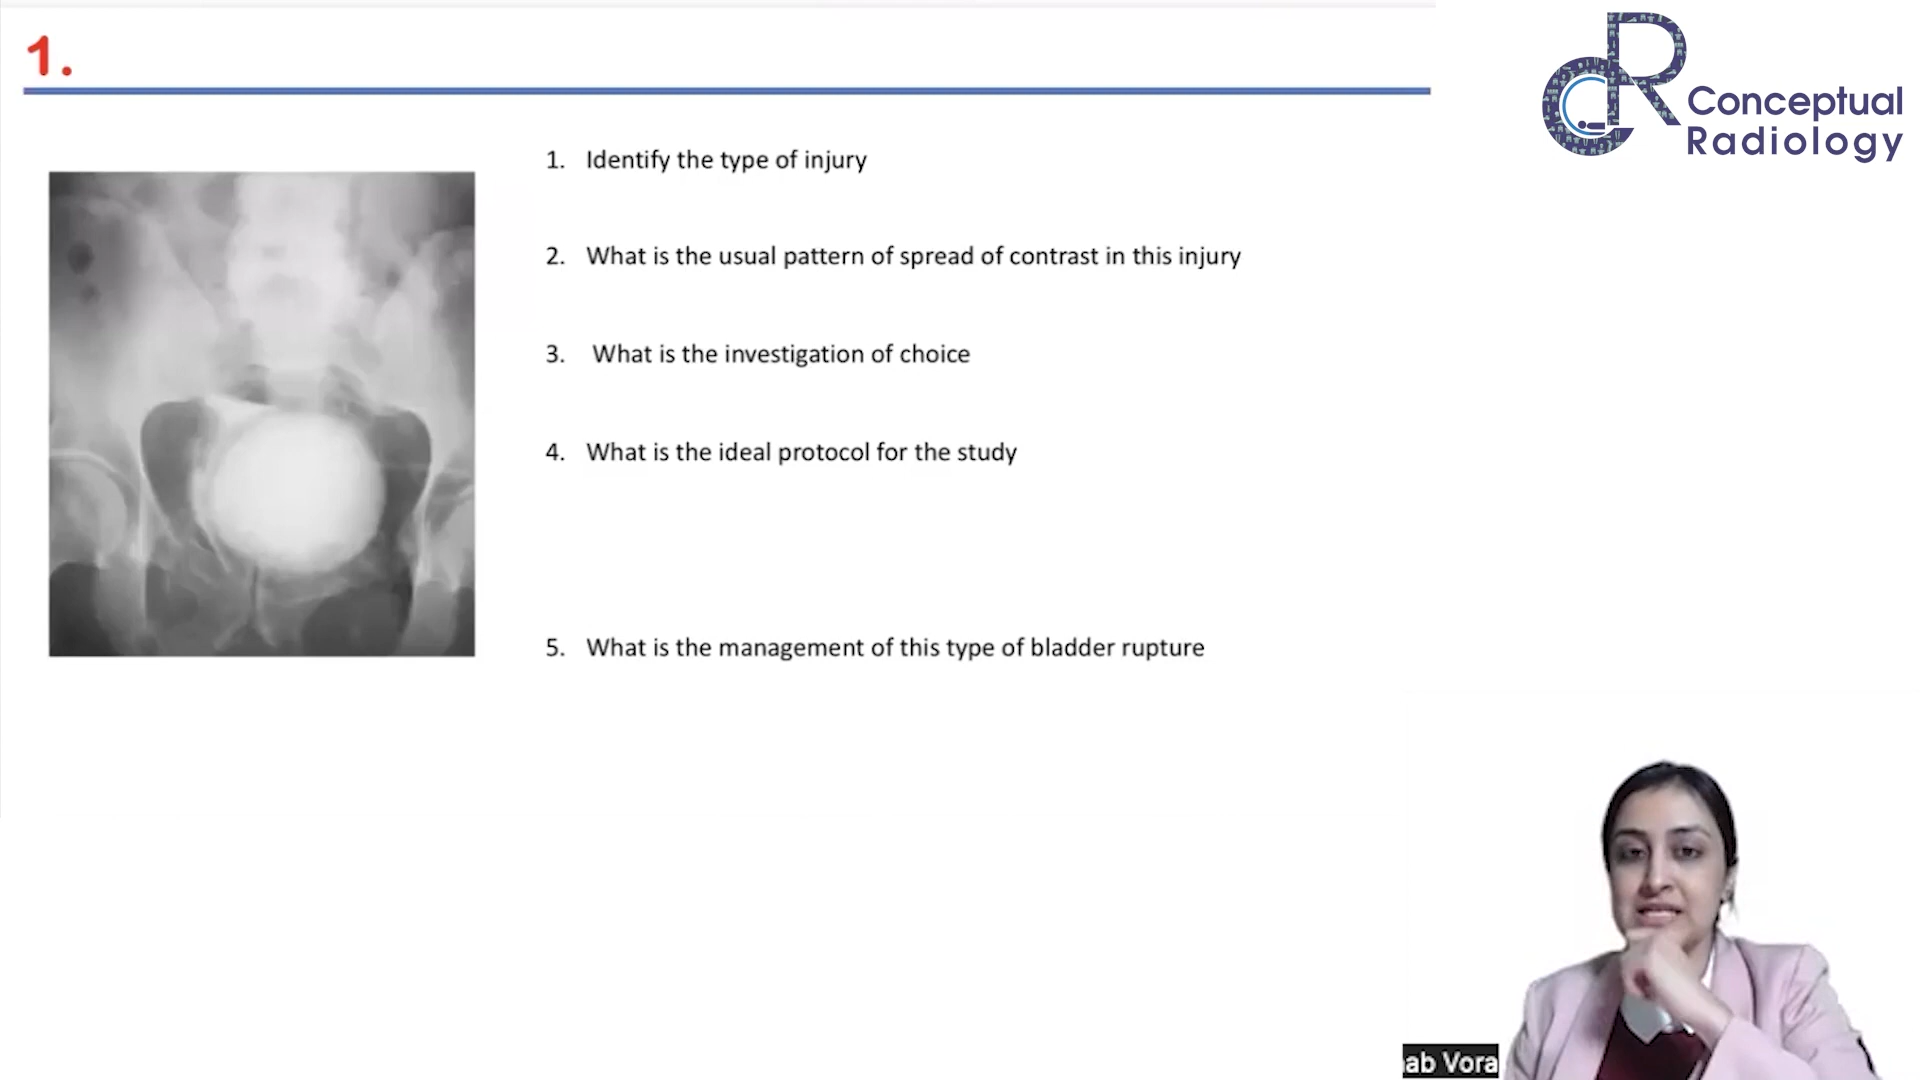 1.
Conceptual
Radiology
1. Identify the type of injury
2. What is the usual pattern of spread of contrast in this injury
3. What is the investigation of choice
4. What is the ideal protocol for the study
5. What is the management of this type of bladder rupture
ab Vora